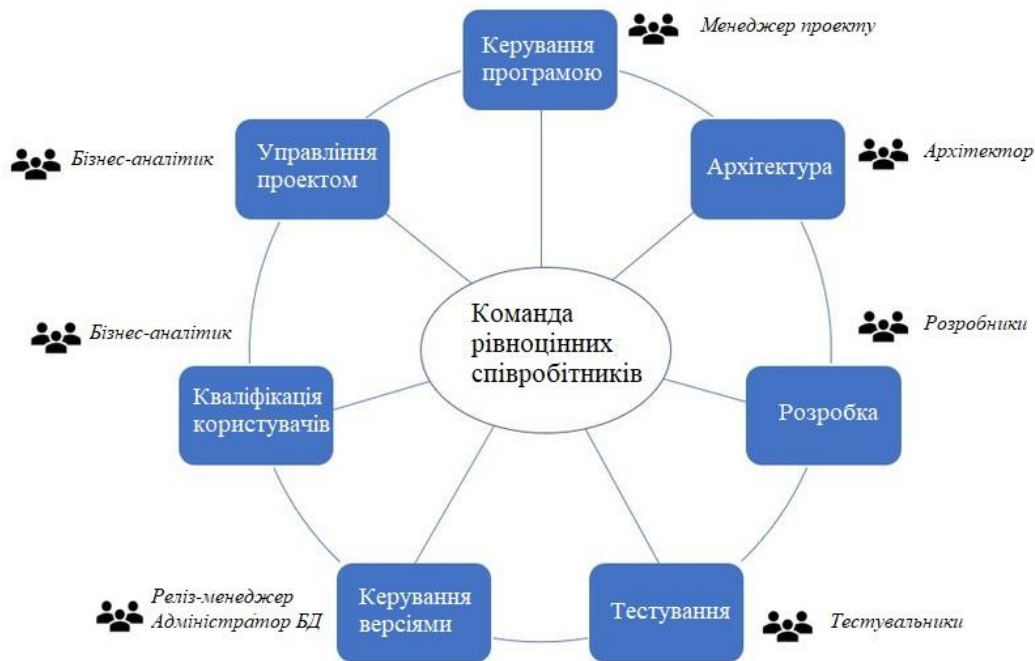 Керування
програмою
Менеджер проекту
Бізнес-аналітик
Управління
проектом
Архітектура
Архітектор
Бізнес-аналітик
Команда
рівноцінних
співробітників
Розробники
Кваліфікація
користувачів
Розробка
Реліз-менеджер
Адміністратор БД
Керування
версіями
Тестування
Тестувальники